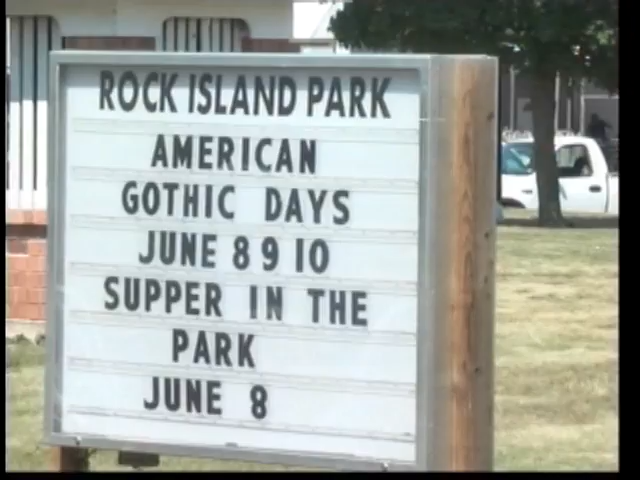 ROCK ISLAND PARK
AMERICAN
GOTHIC DAYS
JUNE 8 9 10
SUPPER IN THE
PARK
JUNE 8